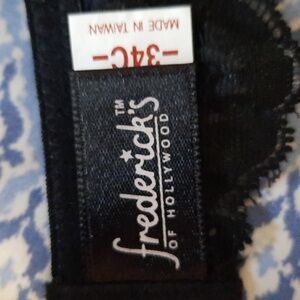 -34C-
MADE IN TAIWAN
frederick's™
OF HOLLYWOOD